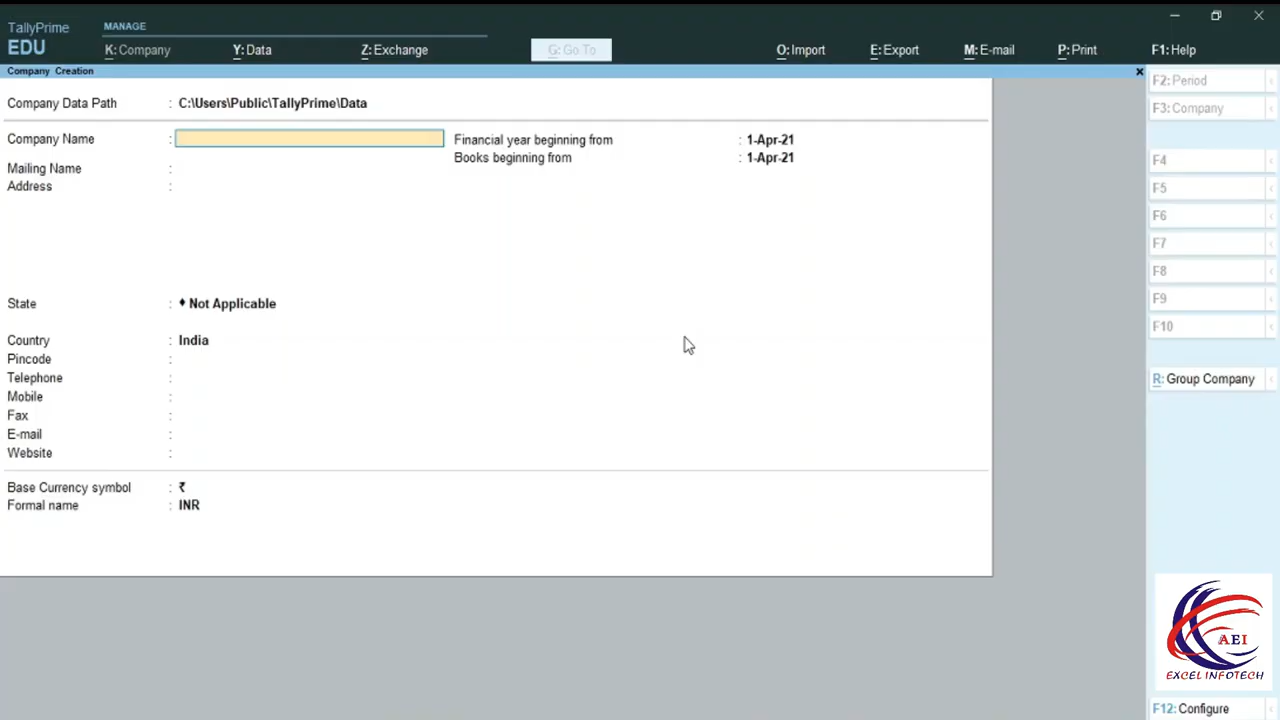 TallyPrime
EDU
MANAGE
K: Company Y: Data Z: Exchange G: Go To O: Import E: Export M: E-mail P: Print F1: Help
Company Creation
F2: Period
F3: Company
F4
F5
F6
F7
F8
F9
F10
R: Group Company
F12: Configure
Company Data Path : C:\Users\Public\TallyPrime\Data
Company Name :
Financial year beginning from : 1-Apr-21
Books beginning from : 1-Apr-21
Mailing Name :
Address :
State : ♦ Not Applicable
Country : India
Pincode :
Telephone :
Mobile :
Fax :
E-mail :
Website :
Base Currency symbol : ₹
Formal name : INR
AEI
EXCEL INFOTECH